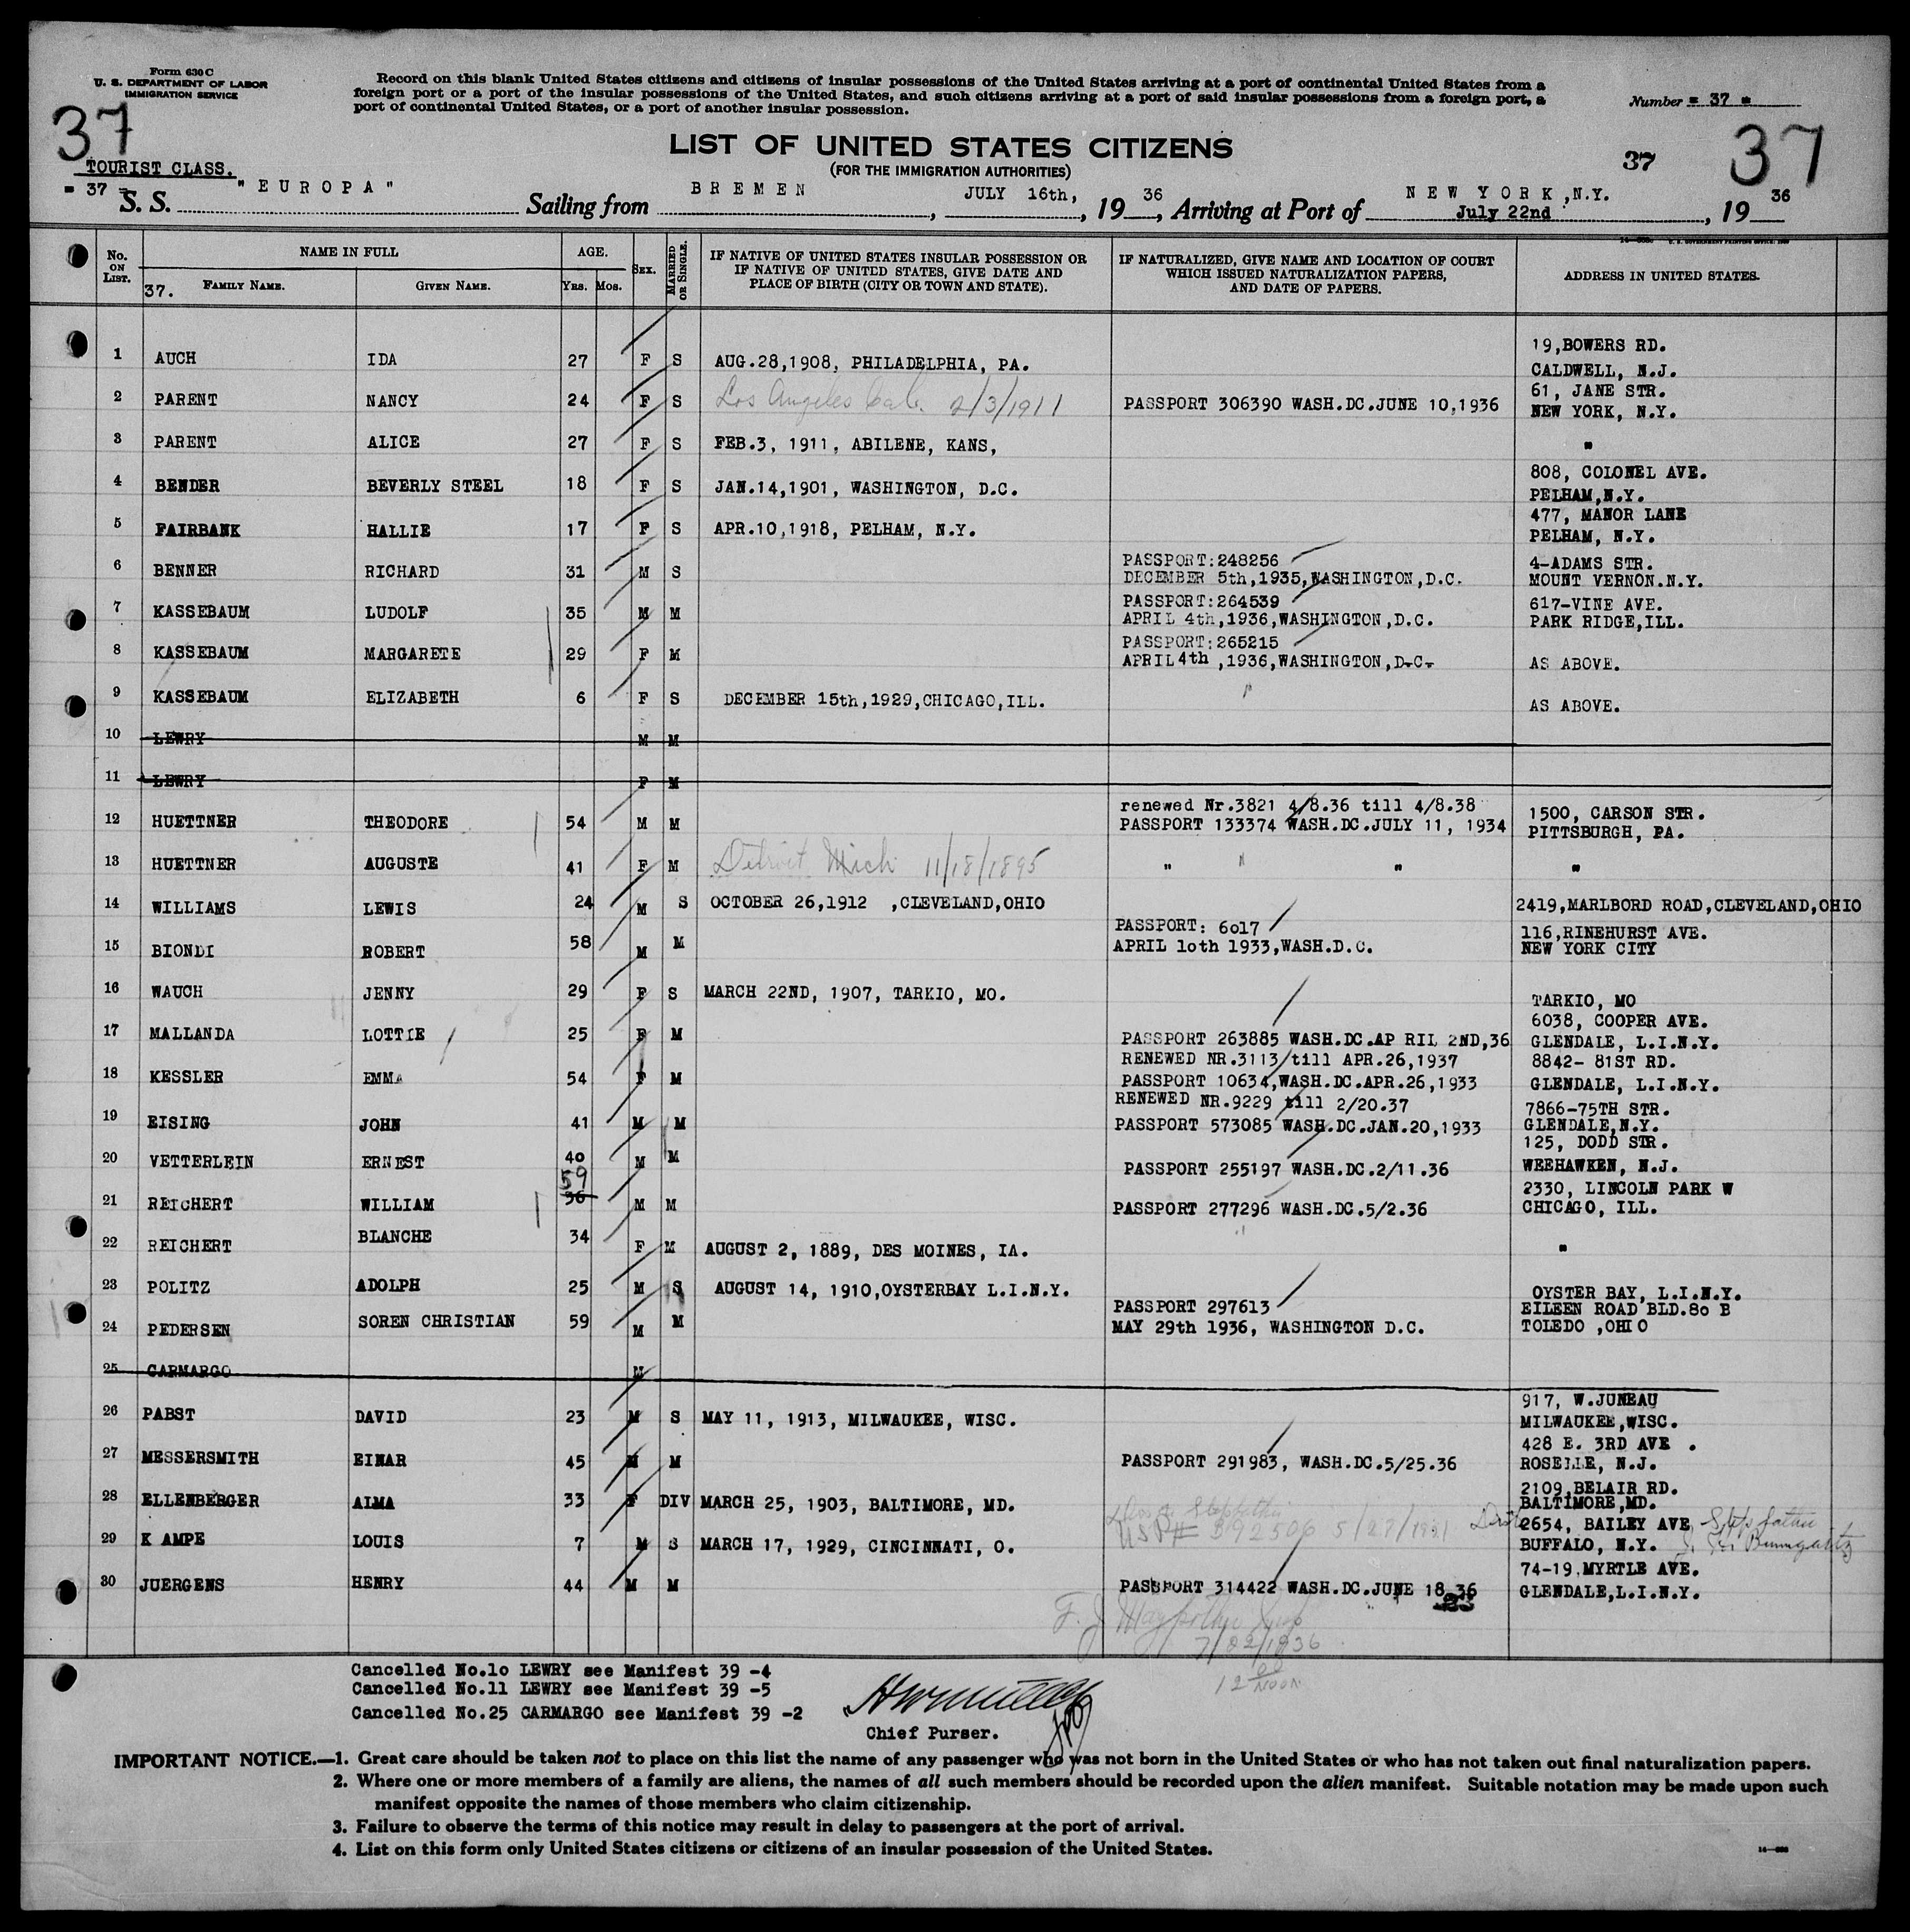 Form 630 C
U. S. DEPARTMENT OF LABOR
IMMIGRATION SERVICE
Record on this blank United States citizens and citizens of insular possessions of the United States arriving at a port of continental United States from a
foreign port or a port of the insular possessions of the United States, and such citizens arriving at a port of said insular possessions from a foreign port, a
port of continental United States, or a port of another insular possession.
Number = 37 =
37
37
37
LIST OF UNITED STATES CITIZENS
(FOR THE IMMIGRATION AUTHORITIES)
TOURIST CLASS.
= 37 =
S. S. "EUROPA" Sailing from BREMEN, JULY 16th, 1936, Arriving at Port of NEW YORK, N.Y. July 22nd, 1936
No. ON LIST. NAME IN FULL AGE. SEX. MARRIED OR SINGLE. IF NATIVE OF UNITED STATES INSULAR POSSESSION OR IF NATIVE OF UNITED STATES, GIVE DATE AND PLACE OF BIRTH (CITY OR TOWN AND STATE). IF NATURALIZED, GIVE NAME AND LOCATION OF COURT WHICH ISSUED NATURALIZATION PAPERS, AND DATE OF PAPERS. ADDRESS IN UNITED STATES.
37. FAMILY NAME. GIVEN NAME. YRS. MOS.
1 AUCH IDA 27 F S AUG.28,1908, PHILADELPHIA, PA. 19,BOWERS RD. CALDWELL, N.J.
2 PARENT NANCY 24 F S Los Angeles Cal. 2/3/1911 PASSPORT 306390 WASH.DC.JUNE 10,1936 61, JANE STR. NEW YORK, N.Y.
3 PARENT ALICE 27 F S FEB.3, 1911, ABILENE, KANS, "
4 BENDER BEVERLY STEEL 18 F S JAN.14,1901, WASHINGTON, D.C. 808, COLONEL AVE. PELHAM,N.Y.
5 FAIRBANK HALLIE 17 F S APR.10,1918, PELHAM, N.Y. 477, MANOR LANE PELHAM, N.Y.
6 BENNER RICHARD 31 M S PASSPORT:248256 DECEMBER 5th,1935,WASHINGTON,D.C. 4-ADAMS STR. MOUNT VERNON.N.Y.
7 KASSEBAUM LUDOLF 35 M M PASSPORT:264539 APRIL 4th,1936,WASHINGTON,D.C. 617-VINE AVE. PARK RIDGE,ILL.
8 KASSEBAUM MARGARETE 29 F M PASSPORT:265215 APRIL 4th ,1936,WASHINGTON,D.C. AS ABOVE.
9 KASSEBAUM ELIZABETH 6 F S DECEMBER 15th,1929,CHICAGO,ILL. " AS ABOVE.
10 LEWRY M M
11 LEWRY F M
12 HUETTNER THEODORE 54 M M renewed Nr.3821 4/8.36 till 4/8.38 PASSPORT 133374 WASH.DC.JULY 11, 1934 1500, CARSON STR. PITTSBURGH, PA.
13 HUETTNER AUGUSTE 41 F M Detroit Mich 11/18/1895 " " " "
14 WILLIAMS LEWIS 24 M S OCTOBER 26,1912 ,CLEVELAND,OHIO 2419,MARLBORD ROAD,CLEVELAND,OHIO
15 BIONDI ROBERT 58 M M PASSPORT: 6017 APRIL 10th 1933,WASH.D.C. 116,RINEHURST AVE. NEW YORK CITY
16 WAUCH JENNY 29 F S MARCH 22ND, 1907, TARKIO, MO. TARKIO, MO
17 MALLANDA LOTTIE 25 F M PASSPORT 263885 WASH.DC.AP RIL 2ND,36 6038, COOPER AVE. GLENDALE, L.I.N.Y.
18 KESSLER EMMA 54 F M RENEWED NR.3113 till APR.26,1937 PASSPORT 10634,WASH.DC.APR.26,1933 8842- 81ST RD. GLENDALE, L.I.N.Y.
19 EISING JOHN 41 M M RENEWED NR.9229 till 2/20.37 PASSPORT 573085 WASH.DC.JAN.20,1933 7866-75TH STR. GLENDALE,N.Y.
20 VETTERLEIN ERNEST 40 M M PASSPORT 255197 WASH.DC.2/11.36 125, DODD STR. WEEHAWKEN, N.J.
21 REICHERT WILLIAM 59 36 M M PASSPORT 277296 WASH.DC.5/2.36 2330, LINCOLN PARK W CHICAGO, ILL.
22 REICHERT BLANCHE 34 F M AUGUST 2, 1889, DES MOINES, IA. "
23 POLITZ ADOLPH 25 M S AUGUST 14, 1910,OYSTERBAY L.I.N.Y. OYSTER BAY, L.I.N.Y.
24 PEDERSEN SOREN CHRISTIAN 59 M M PASSPORT 297613 MAY 29th 1936, WASHINGTON D.C. EILEEN ROAD BLD.80 B TOLEDO ,OHIO
25 CARMARGO M
26 PABST DAVID 23 M S MAY 11, 1913, MILWAUKEE, WISC. 917, W.JUNEAU MILWAUKEE,WISC.
27 MESSERSMITH EINAR 45 M M PASSPORT 291983, WASH.DC.5/25.36 428 E. 3RD AVE . ROSELLE, N.J.
28 ELLENBERGER ALMA 33 F DIV MARCH 25, 1903, BALTIMORE, MD. 2109,BELAIR RD. BALTIMORE,MD.
29 K AMPE LOUIS 7 M S MARCH 17, 1929, CINCINNATI, O. USP# 392506 5/27/1931 2654, BAILEY AVE BUFFALO, N.Y. Stepfather
30 JUERGENS HENRY 44 M M PASSPORT 314422 WASH.DC.JUNE 18 36 74-19,MYRTLE AVE. GLENDALE,L.I.N.Y.
7/22/1936
12 Noon
Cancelled No.10 LEWRY see Manifest 39 -4
Cancelled No.11 LEWRY see Manifest 39 -5
Cancelled No.25 CARMARGO see Manifest 39 -2
Chief Purser.
IMPORTANT NOTICE.—1. Great care should be taken not to place on this list the name of any passenger who was not born in the United States or who has not taken out final naturalization papers.
2. Where one or more members of a family are aliens, the names of all such members should be recorded upon the alien manifest. Suitable notation may be made upon such
manifest opposite the names of those members who claim citizenship.
3. Failure to observe the terms of this notice may result in delay to passengers at the port of arrival.
4. List on this form only United States citizens or citizens of an insular possession of the United States.